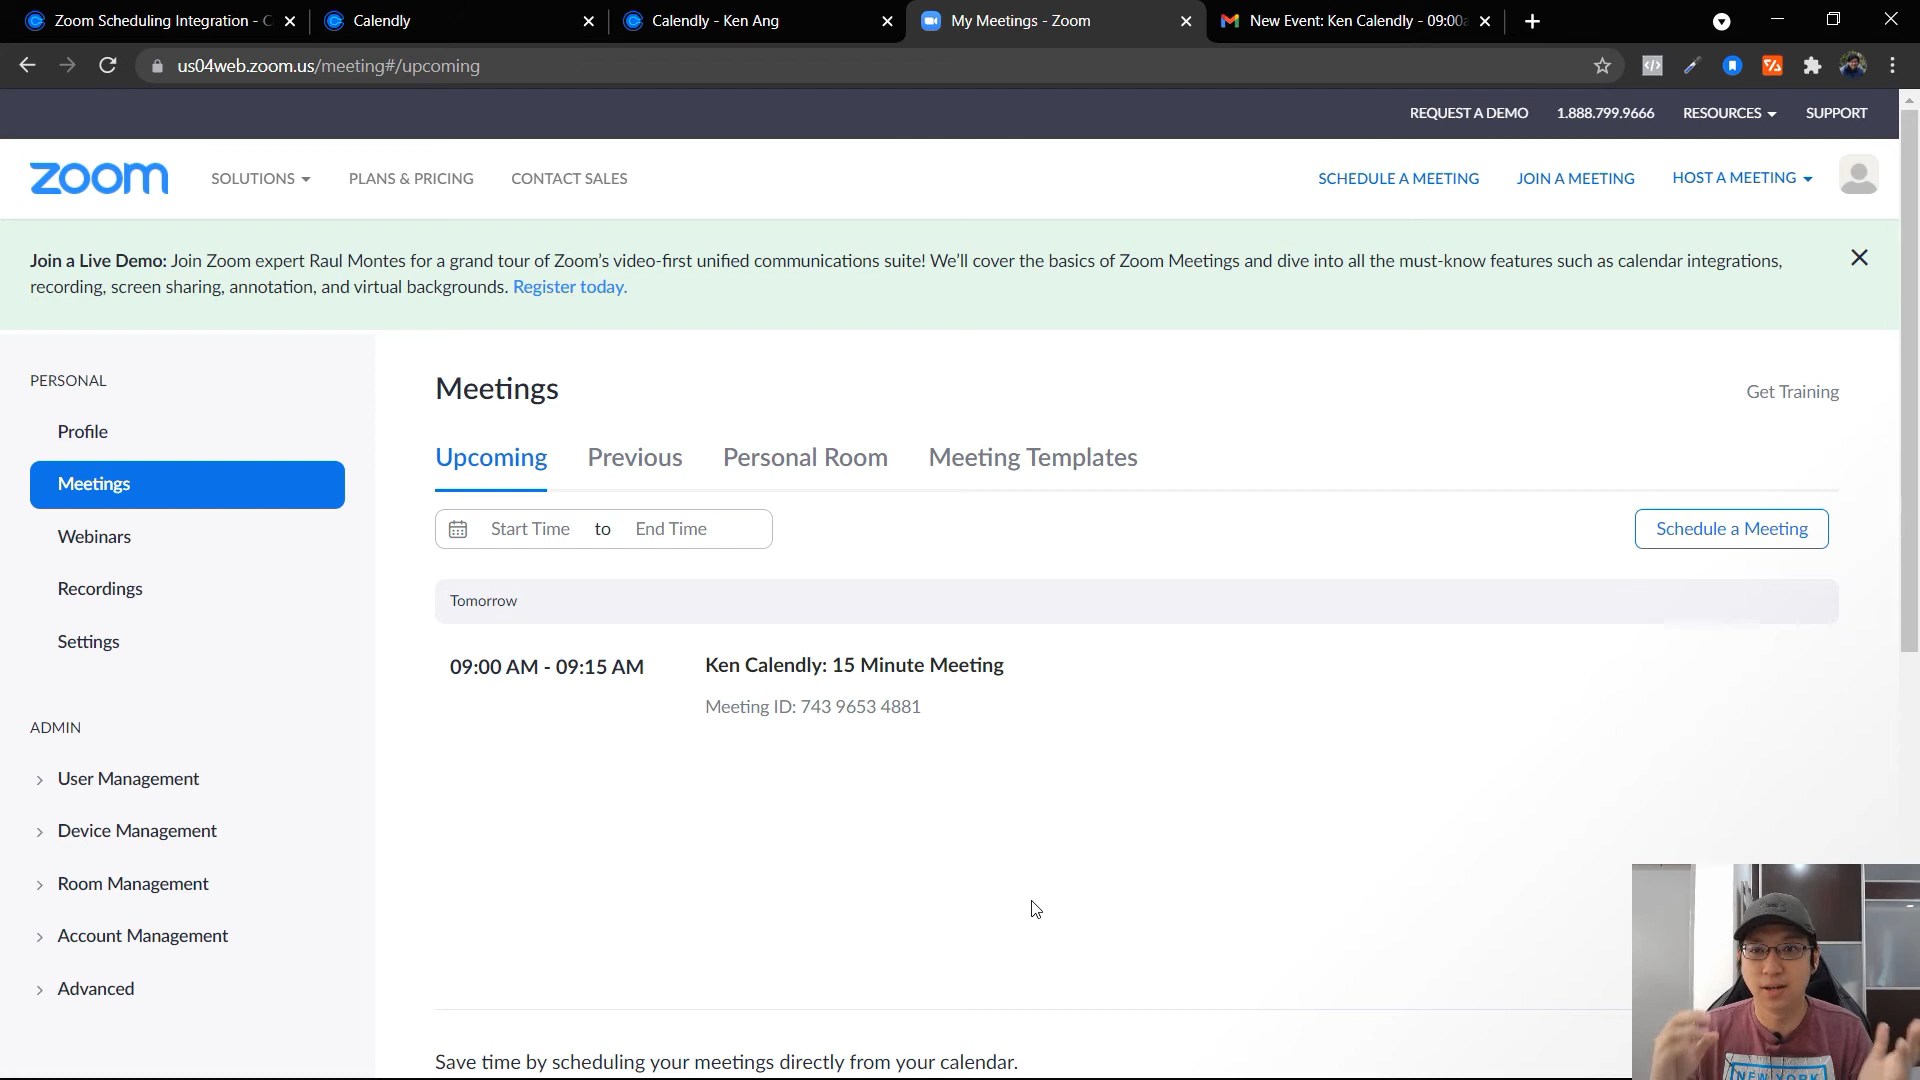 Zoom Scheduling Integration - C
Calendly
Calendly - Ken Ang
My Meetings - Zoom
New Event: Ken Calendly - 09:00a
us04web.zoom.us/meeting#/upcoming
REQUEST A DEMO
1.888.799.9666
RESOURCES
SUPPORT
zoom
SOLUTIONS
PLANS & PRICING
CONTACT SALES
SCHEDULE A MEETING
JOIN A MEETING
HOST A MEETING
Join a Live Demo: Join Zoom expert Raul Montes for a grand tour of Zoom's video-first unified communications suite! We'll cover the basics of Zoom Meetings and dive into all the must-know features such as calendar integrations,
recording, screen sharing, annotation, and virtual backgrounds. Register today.
PERSONAL
Profile
Meetings
Webinars
Recordings
Settings
ADMIN
User Management
Device Management
Room Management
Account Management
Advanced
Meetings
Get Training
Upcoming
Previous
Personal Room
Meeting Templates
Start Time to End Time
Schedule a Meeting
Tomorrow
09:00 AM - 09:15 AM
Ken Calendly: 15 Minute Meeting
Meeting ID: 743 9653 4881
Save time by scheduling your meetings directly from your calendar.
NEW YORK